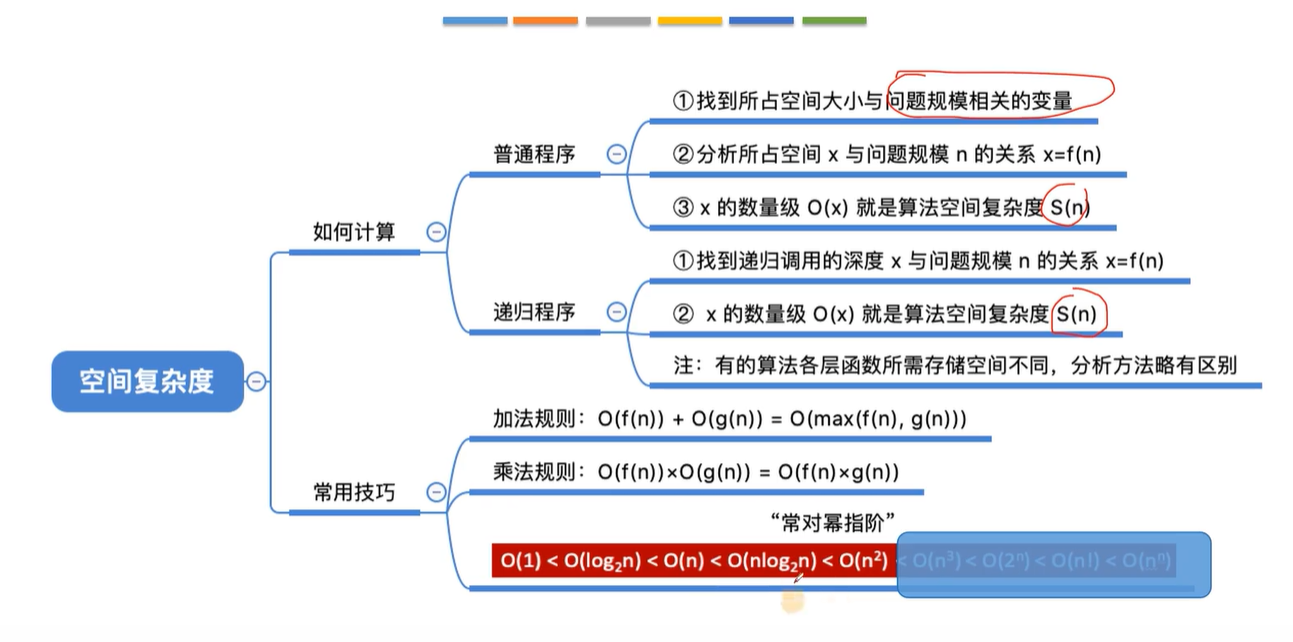 ①找到所占空间大小与问题规模相关的变量
普通程序
②分析所占空间 x 与问题规模 n 的关系 x=f(n)
③ x 的数量级 O(x) 就是算法空间复杂度 S(n)
如何计算
①找到递归调用的深度 x 与问题规模 n 的关系 x=f(n)
递归程序
② x 的数量级 O(x) 就是算法空间复杂度 S(n)
注：有的算法各层函数所需存储空间不同，分析方法略有区别
空间复杂度
加法规则：O(f(n)) + O(g(n)) = O(max(f(n), g(n)))
乘法规则：O(f(n))×O(g(n)) = O(f(n)×g(n))
常用技巧
“常对幂指阶”
O(1) < O(log₂n) < O(n) < O(nlog₂n) < O(n²) < O(n³) < O(2ⁿ) < O(n!) < O(nⁿ)